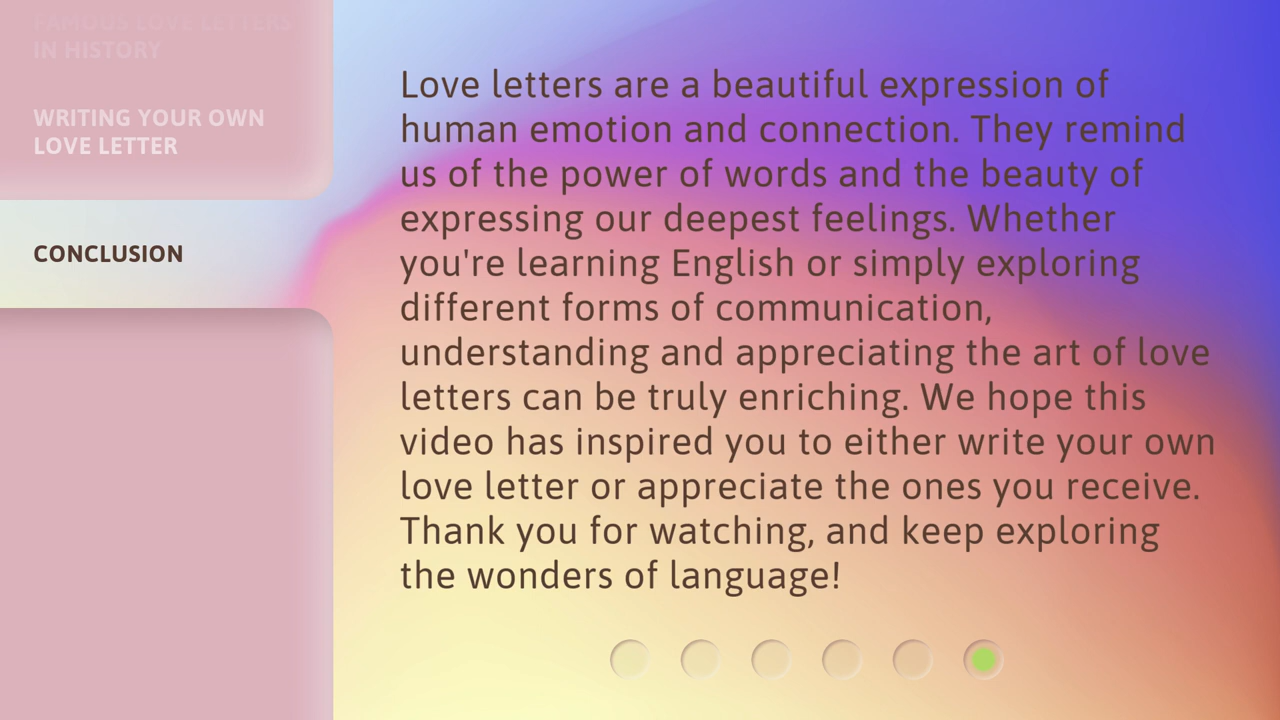 FAMOUS LOVE LETTERS
IN HISTORY
WRITING YOUR OWN
LOVE LETTER
CONCLUSION
Love letters are a beautiful expression of
human emotion and connection. They remind
us of the power of words and the beauty of
expressing our deepest feelings. Whether
you're learning English or simply exploring
different forms of communication,
understanding and appreciating the art of love
letters can be truly enriching. We hope this
video has inspired you to either write your own
love letter or appreciate the ones you receive.
Thank you for watching, and keep exploring
the wonders of language!